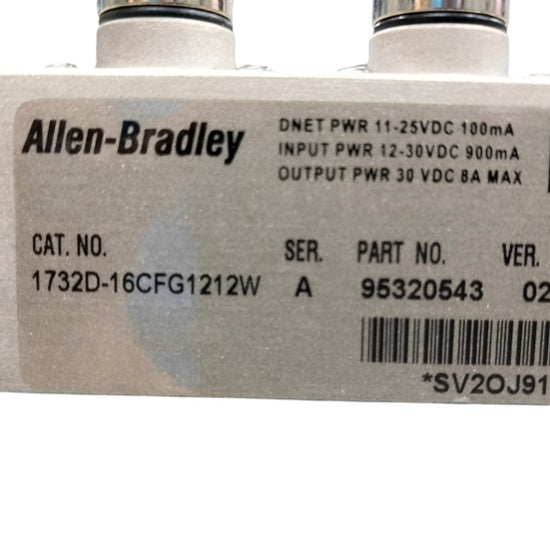 Allen-Bradley
DNET PWR 11-25VDC 100mA
INPUT PWR 12-30VDC 900mA
OUTPUT PWR 30 VDC 8A MAX
CAT. NO. SER. PART NO. VER.
1732D-16CFG1212W A 95320543 02
*SV2OJ91